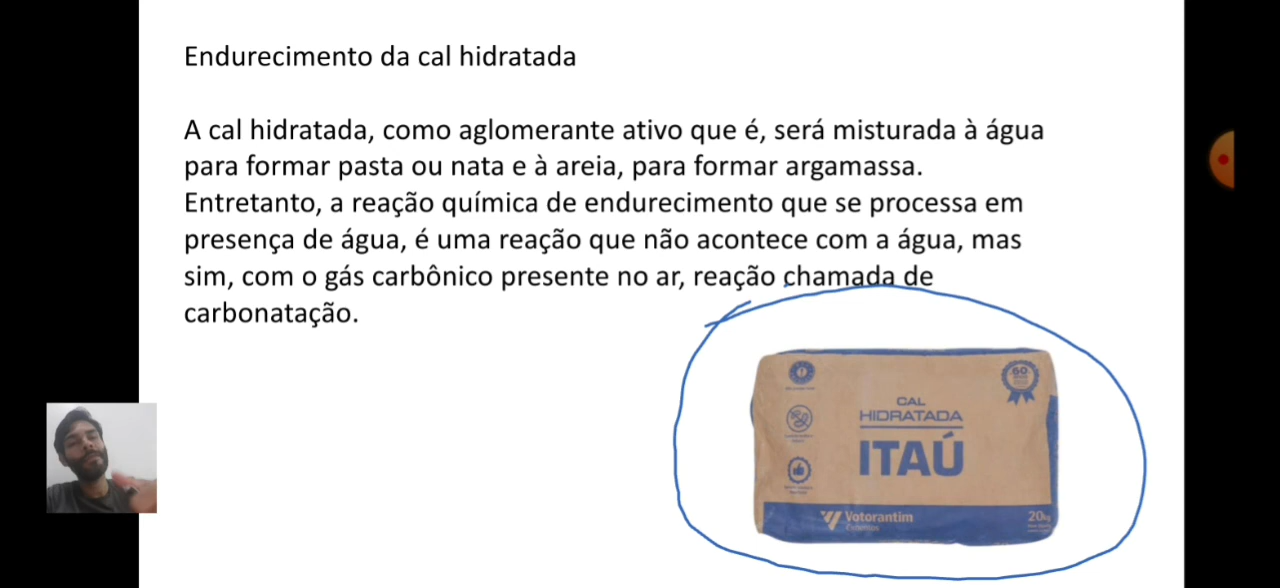 Endurecimento da cal hidratada
A cal hidratada, como aglomerante ativo que é, será misturada à água
para formar pasta ou nata e à areia, para formar argamassa.
Entretanto, a reação química de endurecimento que se processa em
presença de água, é uma reação que não acontece com a água, mas
sim, com o gás carbônico presente no ar, reação chamada de
carbonatação.
60
CAL
HIDRATADA
ITAÚ
Votorantim
Cimentos
20kg